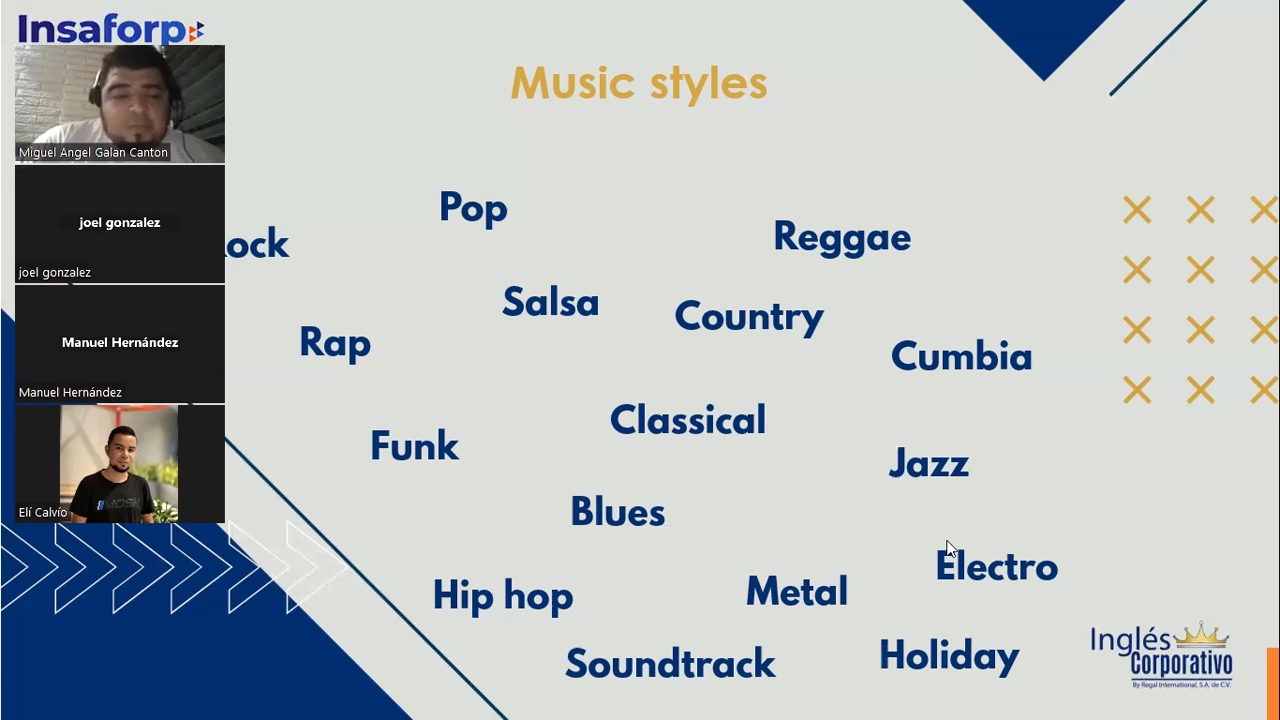 Insaforp
Music styles
Miguel Angel Galan Canton
joel gonzalez
joel gonzalez
Manuel Hernández
Manuel Hernández
Elí Calvío
Pop
ock
Reggae
Salsa
Country
Rap
Cumbia
Classical
Funk
Jazz
Blues
Electro
Hip hop
Metal
Soundtrack
Holiday
Inglés
Corporativo
By Regal International, S.A. de C.V.